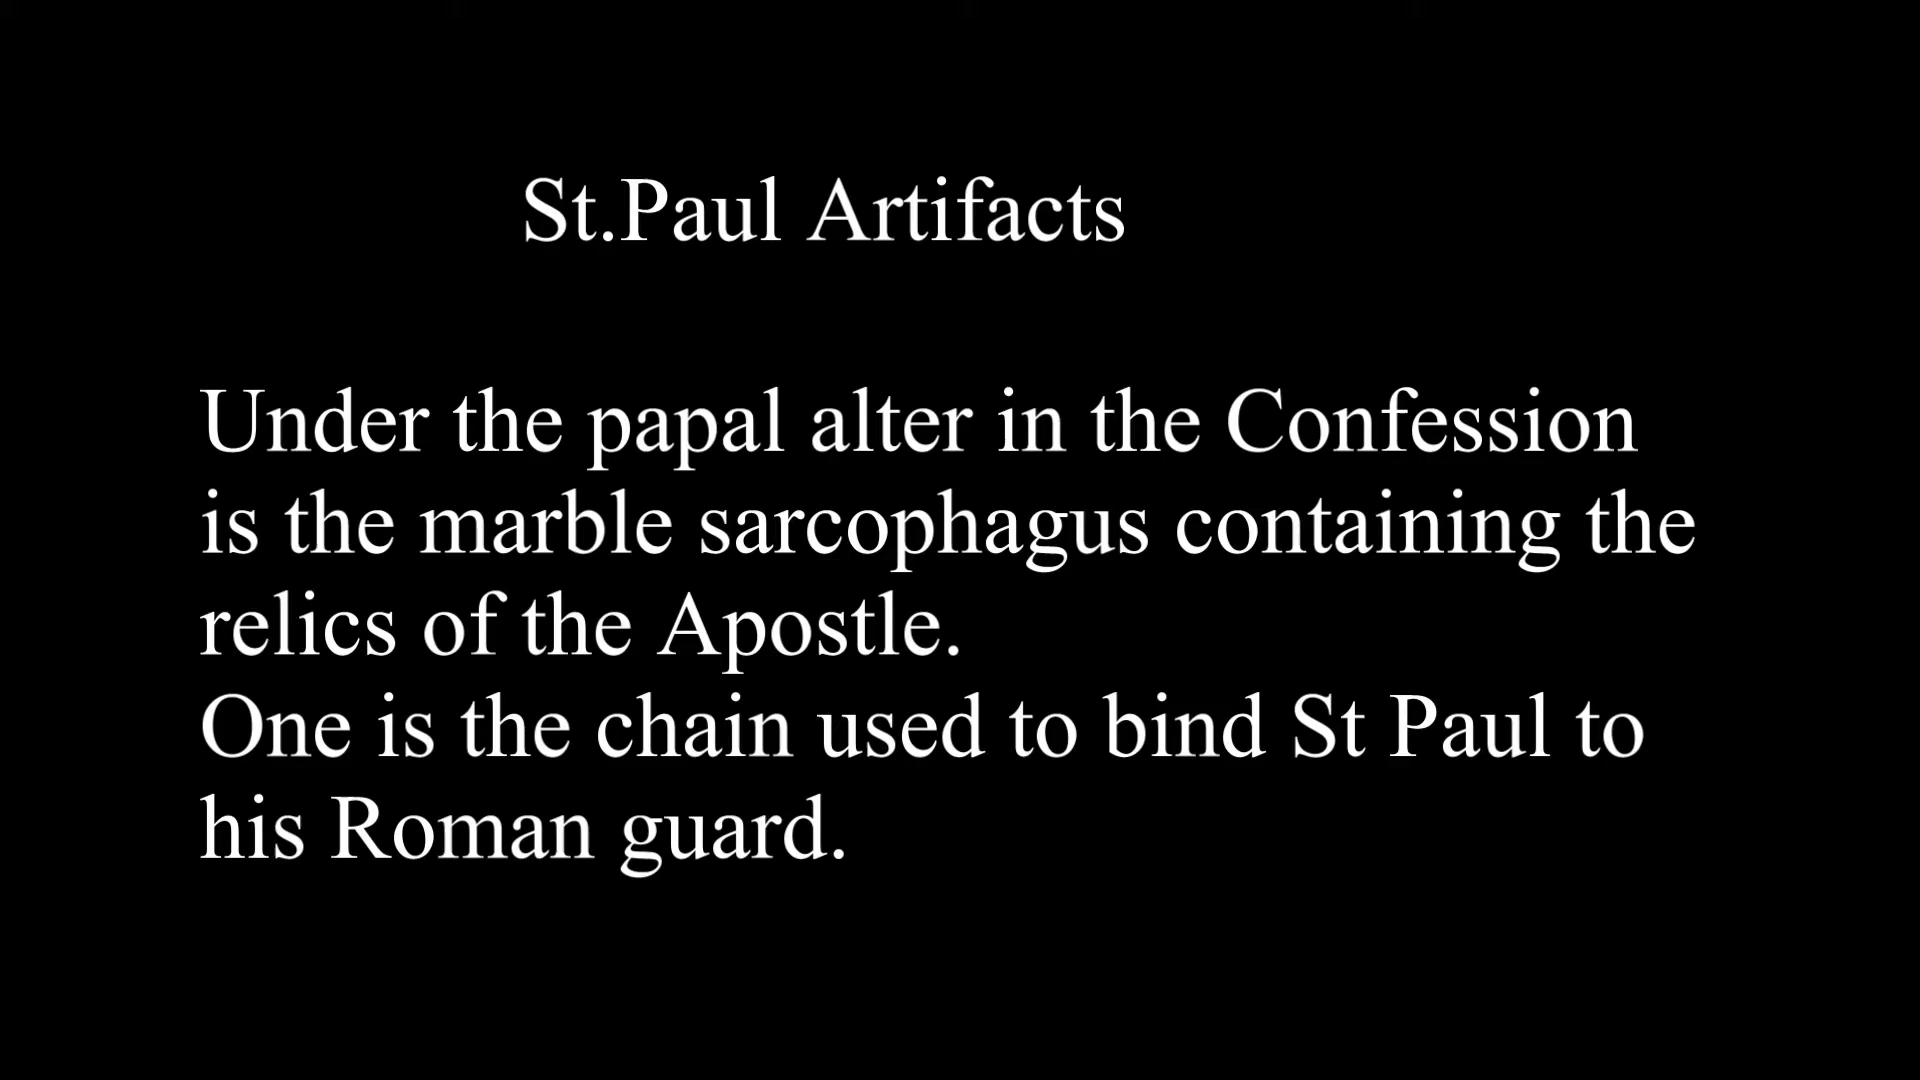 St.Paul Artifacts
Under the papal alter in the Confession
is the marble sarcophagus containing the
relics of the Apostle.
One is the chain used to bind St Paul to
his Roman guard.